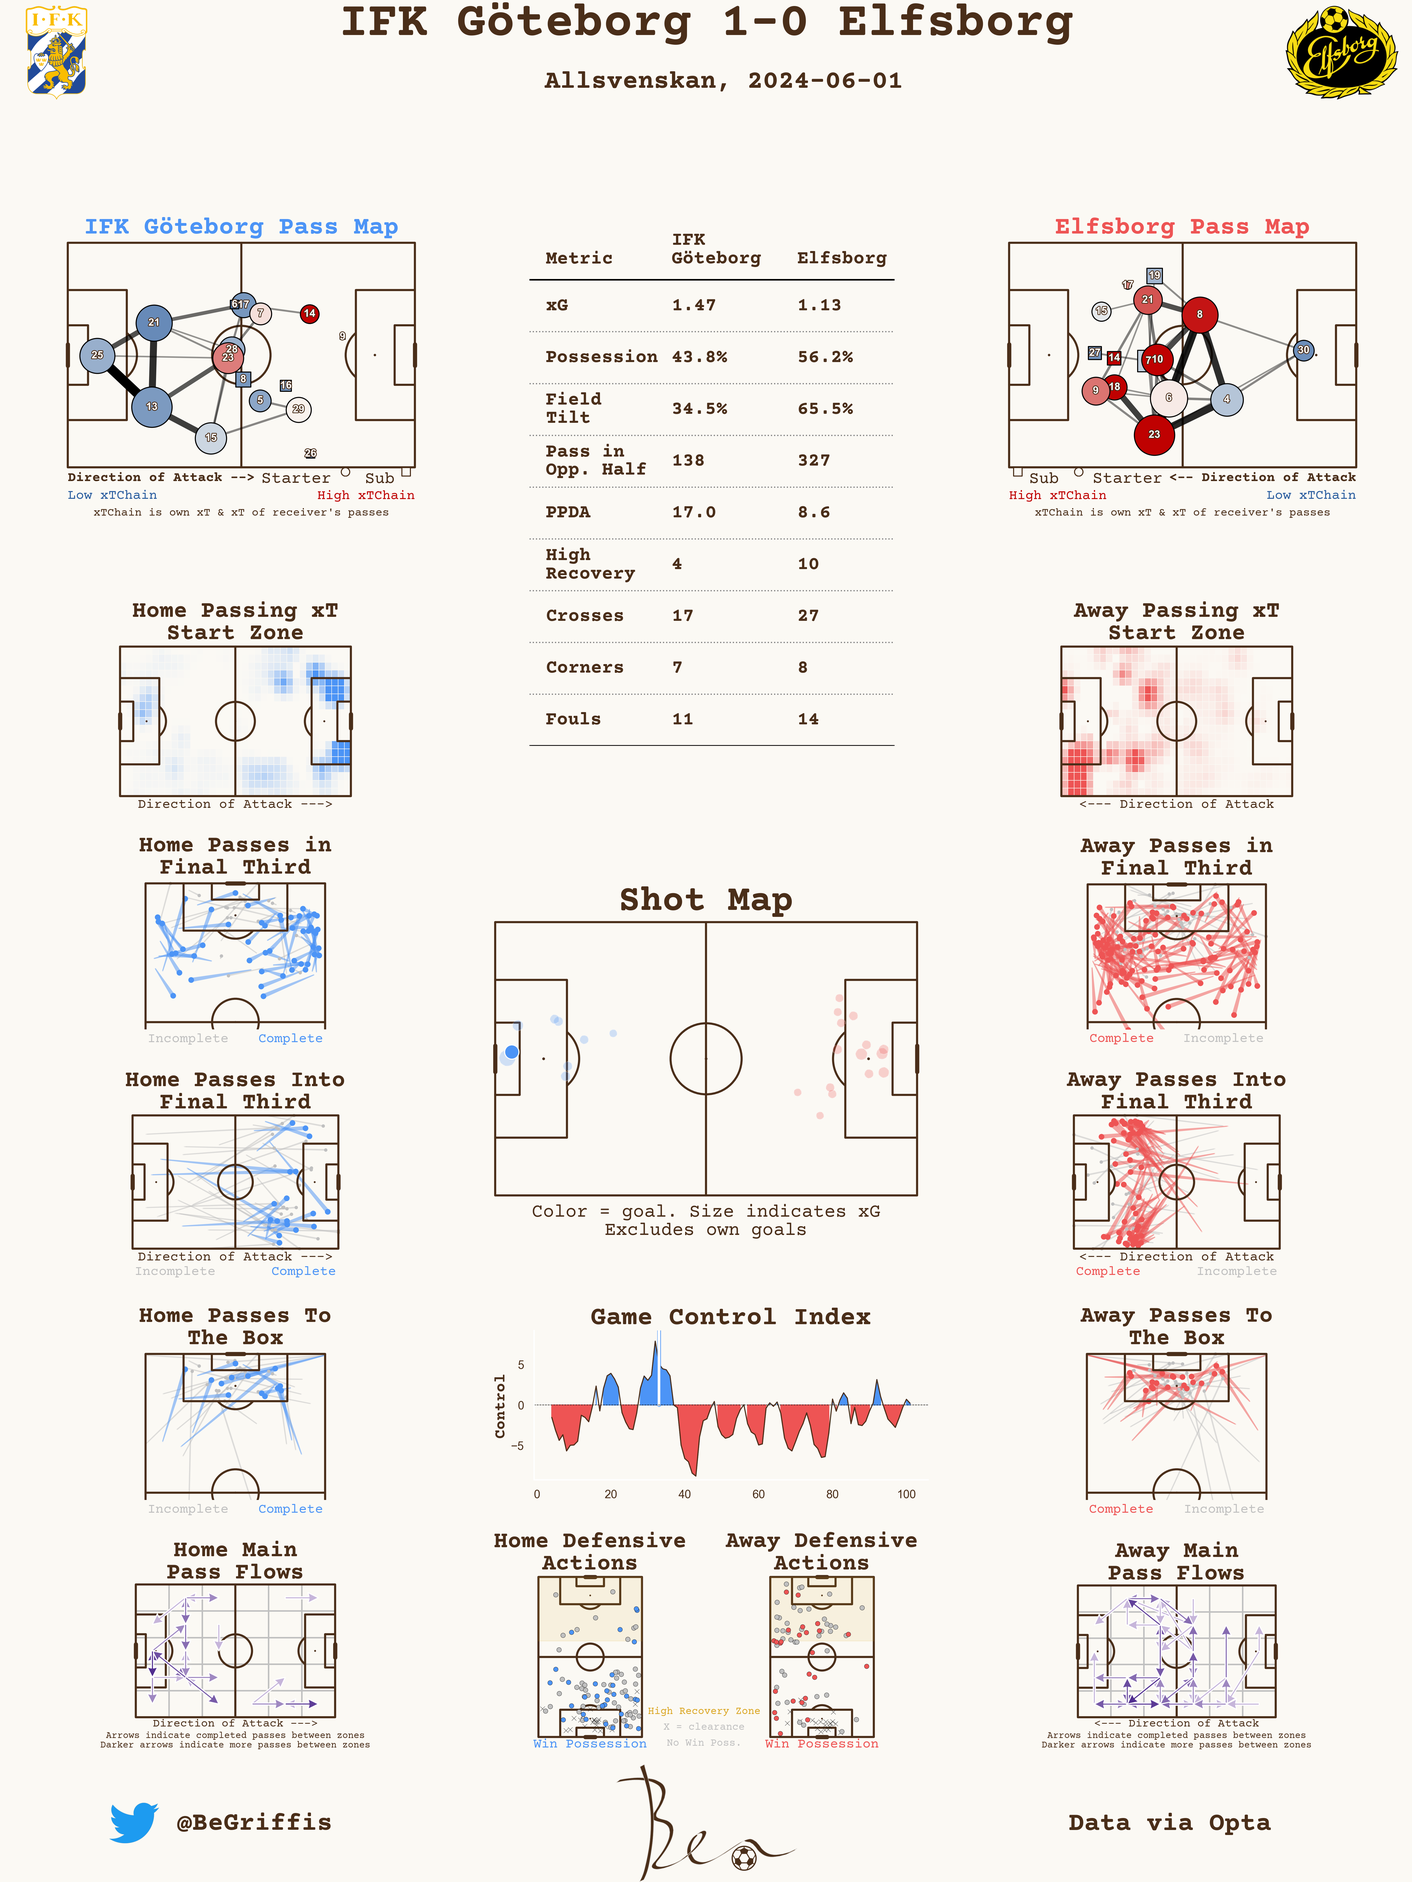 IFK Göteborg 1-0 Elfsborg
Allsvenskan, 2024-06-01
I·F·K
Elfsborg
IFK Göteborg Pass Map
25
21
13
15
6
17
7
14
9
28
23
8
16
5
29
26
Direction of Attack --> Starter Sub
Low xTChain High xTChain
xTChain is own xT & xT of receiver's passes
Metric IFK Göteborg Elfsborg
xG 1.47 1.13
Possession 43.8% 56.2%
Field Tilt 34.5% 65.5%
Pass in Opp. Half 138 327
PPDA 17.0 8.6
High Recovery 4 10
Crosses 17 27
Corners 7 8
Fouls 11 14
Elfsborg Pass Map
19
17
21
15
8
27
14
7
10
30
9
18
6
4
23
Sub Starter <-- Direction of Attack
High xTChain Low xTChain
xTChain is own xT & xT of receiver's passes
Home Passing xT
Start Zone
Direction of Attack --->
Away Passing xT
Start Zone
<--- Direction of Attack
Home Passes in
Final Third
Incomplete Complete
Away Passes in
Final Third
Complete Incomplete
Shot Map
Color = goal. Size indicates xG
Excludes own goals
Home Passes Into
Final Third
Direction of Attack --->
Incomplete Complete
Away Passes Into
Final Third
<--- Direction of Attack
Complete Incomplete
Home Passes To
The Box
Incomplete Complete
Game Control Index
Control
5
0
−5
0 20 40 60 80 100
Away Passes To
The Box
Complete Incomplete
Home Main
Pass Flows
Direction of Attack --->
Arrows indicate completed passes between zones
Darker arrows indicate more passes between zones
Home Defensive
Actions
Win Possession
Away Defensive
Actions
Win Possession
High Recovery Zone
X = clearance
No Win Poss.
Away Main
Pass Flows
<--- Direction of Attack
Arrows indicate completed passes between zones
Darker arrows indicate more passes between zones
@BeGriffis
Ben
Data via Opta